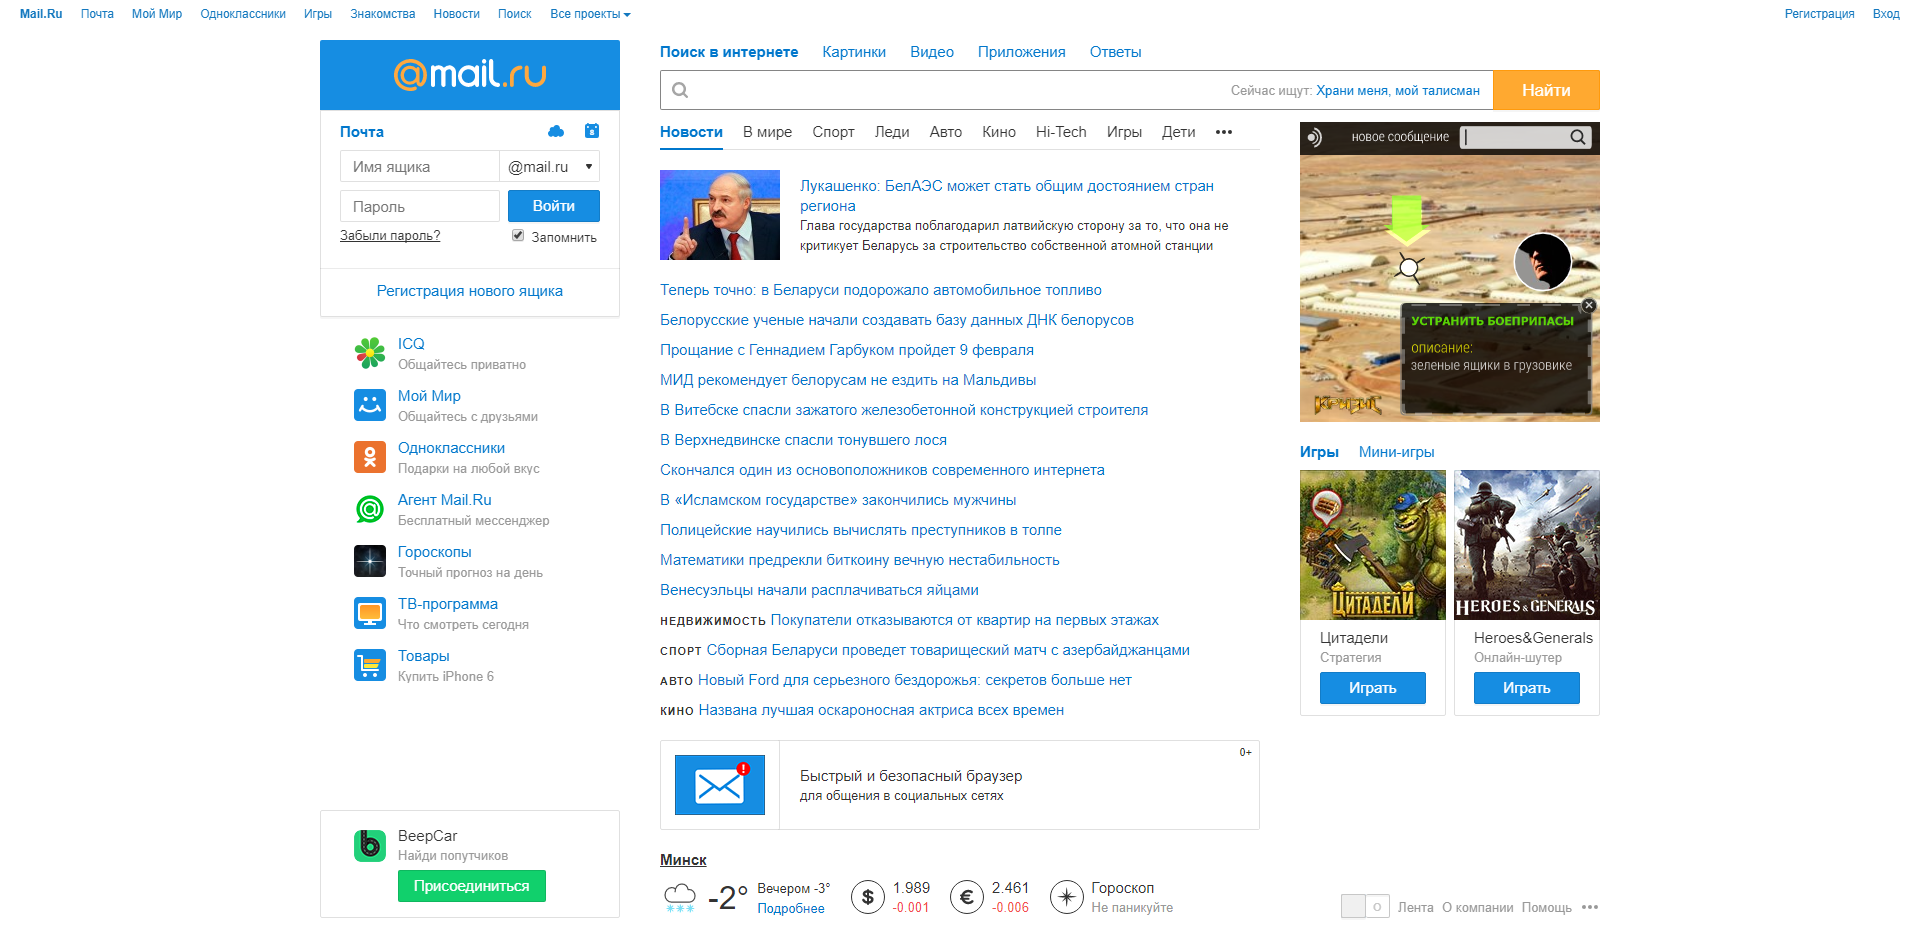 Mail.Ru Почта Мой Мир Одноклассники Игры Знакомства Новости Поиск Все проекты Регистрация Вход
@mail.ru
Почта
Имя ящика @mail.ru
Пароль Войти
Забыли пароль? Запомнить
Регистрация нового ящика
ICQ
Общайтесь приватно
Мой Мир
Общайтесь с друзьями
Одноклассники
Подарки на любой вкус
Агент Mail.Ru
Бесплатный мессенджер
Гороскопы
Точный прогноз на день
ТВ-программа
Что смотреть сегодня
Товары
Купить iPhone 6
BeepCar
Найди попутчиков
Присоединиться
Поиск в интернете Картинки Видео Приложения Ответы
Сейчас ищут: Храни меня, мой талисман Найти
Новости В мире Спорт Леди Авто Кино Hi-Tech Игры Дети •••
Лукашенко: БелАЭС может стать общим достоянием стран
региона
Глава государства поблагодарил латвийскую сторону за то, что она не
критикует Беларусь за строительство собственной атомной станции
Теперь точно: в Беларуси подорожало автомобильное топливо
Белорусские ученые начали создавать базу данных ДНК белорусов
Прощание с Геннадием Гарбуком пройдет 9 февраля
МИД рекомендует белорусам не ездить на Мальдивы
В Витебске спасли зажатого железобетонной конструкцией строителя
В Верхнедвинске спасли тонувшего лося
Скончался один из основоположников современного интернета
В «Исламском государстве» закончились мужчины
Полицейские научились вычислять преступников в толпе
Математики предрекли биткоину вечную нестабильность
Венесуэльцы начали расплачиваться яйцами
НЕДВИЖИМОСТЬ Покупатели отказываются от квартир на первых этажах
СПОРТ Сборная Беларуси проведет товарищеский матч с азербайджанцами
АВТО Новый Ford для серьезного бездорожья: секретов больше нет
КИНО Названа лучшая оскароносная актриса всех времен
0+
Быстрый и безопасный браузер
для общения в социальных сетях
Минск
-2° Вечером -3° $ 1.989 € 2.461 Гороскоп
Подробнее -0.001 -0.006 Не паникуйте
новое сообщение
УСТРАНИТЬ БОЕПРИПАСЫ
описание:
зеленые ящики в грузовике
КРИЗИС
Игры Мини-игры
ЦИТАДЕЛИ HEROES & GENERALS
Цитадели Heroes&Generals
Стратегия Онлайн-шутер
Играть Играть
Лента О компании Помощь •••